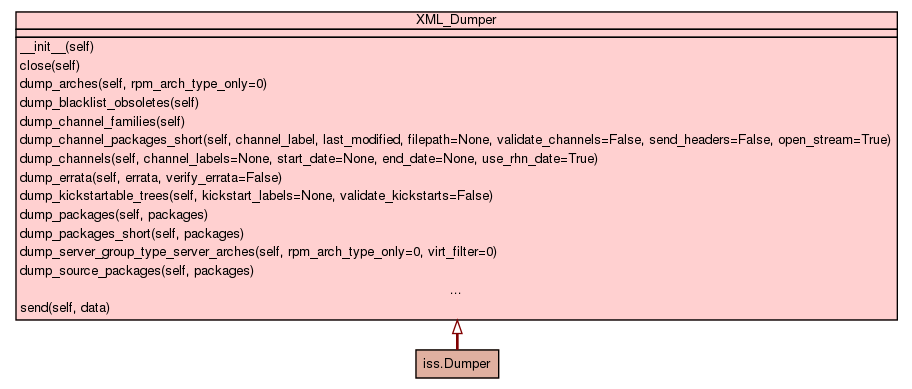 XML_Dumper
__init__(self)
close(self)
dump_arches(self, rpm_arch_type_only=0)
dump_blacklist_obsoletes(self)
dump_channel_families(self)
dump_channel_packages_short(self, channel_label, last_modified, filepath=None, validate_channels=False, send_headers=False, open_stream=True)
dump_channels(self, channel_labels=None, start_date=None, end_date=None, use_rhn_date=True)
dump_errata(self, errata, verify_errata=False)
dump_kickstartable_trees(self, kickstart_labels=None, validate_kickstarts=False)
dump_packages(self, packages)
dump_packages_short(self, packages)
dump_server_group_type_server_arches(self, rpm_arch_type_only=0, virt_filter=0)
dump_source_packages(self, packages)
...
send(self, data)
iss.Dumper